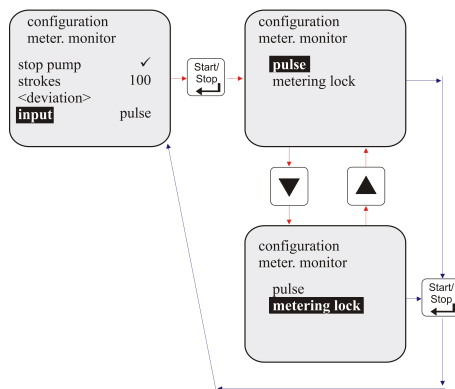 configuration
meter. monitor
stop pump ✓
strokes 100
<deviation>
input pulse
Start/
Stop
configuration
meter. monitor
pulse
metering lock
configuration
meter. monitor
pulse
metering lock
Start/
Stop